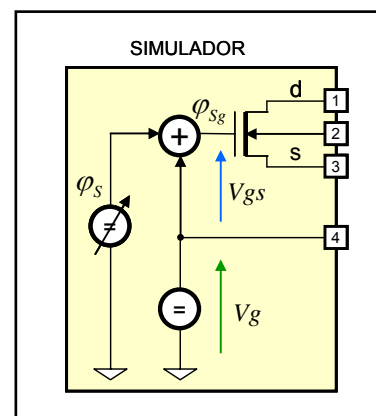 SIMULADOR
d
1
φSg
+
2
s
3
φS
Vgs
4
=
=
Vg